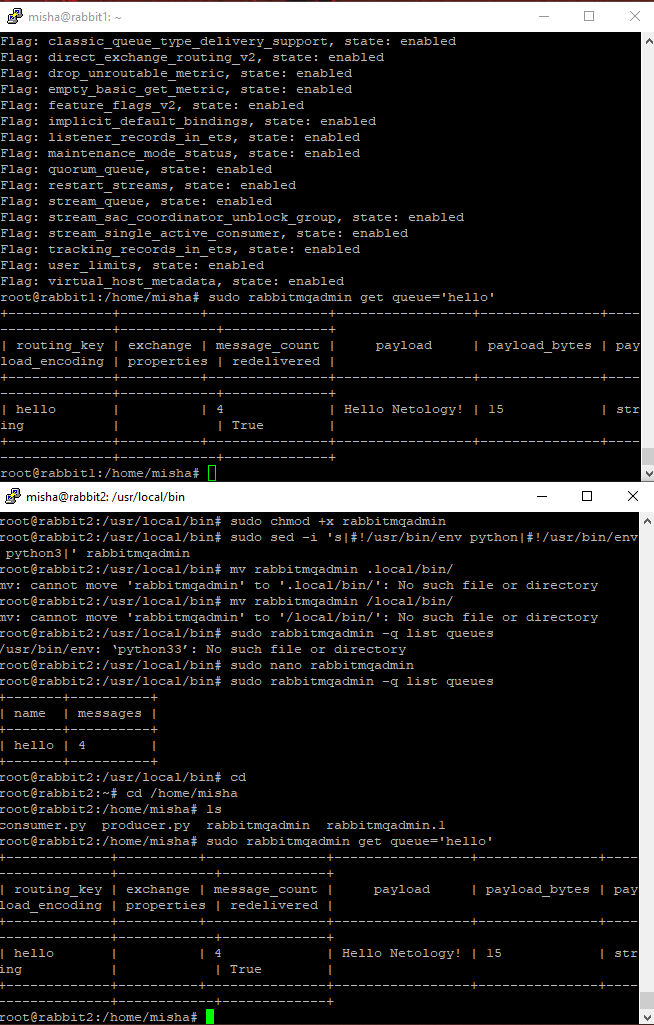 misha@rabbit1: ~
Flag: classic_queue_type_delivery_support, state: enabled
Flag: direct_exchange_routing_v2, state: enabled
Flag: drop_unroutable_metric, state: enabled
Flag: empty_basic_get_metric, state: enabled
Flag: feature_flags_v2, state: enabled
Flag: implicit_default_bindings, state: enabled
Flag: listener_records_in_ets, state: enabled
Flag: maintenance_mode_status, state: enabled
Flag: quorum_queue, state: enabled
Flag: restart_streams, state: enabled
Flag: stream_queue, state: enabled
Flag: stream_sac_coordinator_unblock_group, state: enabled
Flag: stream_single_active_consumer, state: enabled
Flag: tracking_records_in_ets, state: enabled
Flag: user_limits, state: enabled
Flag: virtual_host_metadata, state: enabled
root@rabbit1:/home/misha# sudo rabbitmqadmin get queue='hello'
+-------------+----------+---------------+------------------+---------------+----
--------------+------------+-------------+
| routing_key | exchange | message_count |     payload      | payload_bytes | pay
load_encoding | properties | redelivered |
+-------------+----------+---------------+------------------+---------------+----
--------------+------------+-------------+
| hello       |          | 4             | Hello Netology! | 15            | str
ing           |            | True        |
+-------------+----------+---------------+------------------+---------------+----
--------------+------------+-------------+
root@rabbit1:/home/misha#
misha@rabbit2: /usr/local/bin
root@rabbit2:/usr/local/bin# sudo chmod +x rabbitmqadmin
root@rabbit2:/usr/local/bin# sudo sed -i 's|#!/usr/bin/env python|#!/usr/bin/env
 python3|' rabbitmqadmin
root@rabbit2:/usr/local/bin# mv rabbitmqadmin .local/bin/
mv: cannot move 'rabbitmqadmin' to '.local/bin/': No such file or directory
root@rabbit2:/usr/local/bin# mv rabbitmqadmin /local/bin/
mv: cannot move 'rabbitmqadmin' to '/local/bin/': No such file or directory
root@rabbit2:/usr/local/bin# sudo rabbitmqadmin -q list queues
/usr/bin/env: ‘python33’: No such file or directory
root@rabbit2:/usr/local/bin# sudo nano rabbitmqadmin
root@rabbit2:/usr/local/bin# sudo rabbitmqadmin -q list queues
+-------+----------+
| name  | messages |
+-------+----------+
| hello | 4        |
+-------+----------+
root@rabbit2:/usr/local/bin# cd
root@rabbit2:~# cd /home/misha
root@rabbit2:/home/misha# ls
consumer.py  producer.py  rabbitmqadmin  rabbitmqadmin.1
root@rabbit2:/home/misha# sudo rabbitmqadmin get queue='hello'
+-------------+----------+---------------+------------------+---------------+----
--------------+------------+-------------+
| routing_key | exchange | message_count |     payload      | payload_bytes | pay
load_encoding | properties | redelivered |
+-------------+----------+---------------+------------------+---------------+----
--------------+------------+-------------+
| hello       |          | 4             | Hello Netology! | 15            | str
ing           |            | True        |
+-------------+----------+---------------+------------------+---------------+----
--------------+------------+-------------+
root@rabbit2:/home/misha#